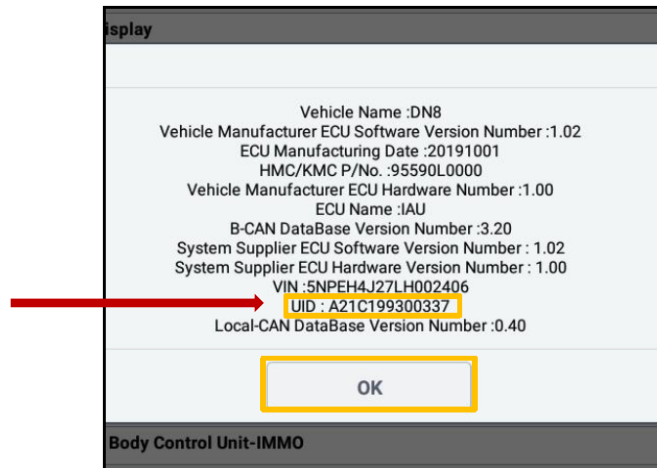 isplay
Vehicle Name :DN8
Vehicle Manufacturer ECU Software Version Number :1.02
ECU Manufacturing Date :20191001
HMC/KMC P/No. :95590L0000
Vehicle Manufacturer ECU Hardware Number :1.00
ECU Name :IAU
B-CAN DataBase Version Number :3.20
System Supplier ECU Software Version Number : 1.02
System Supplier ECU Hardware Version Number : 1.00
VIN :5NPEH4J27LH002406
UID : A21C199300337
Local-CAN DataBase Version Number :0.40
OK
Body Control Unit-IMMO